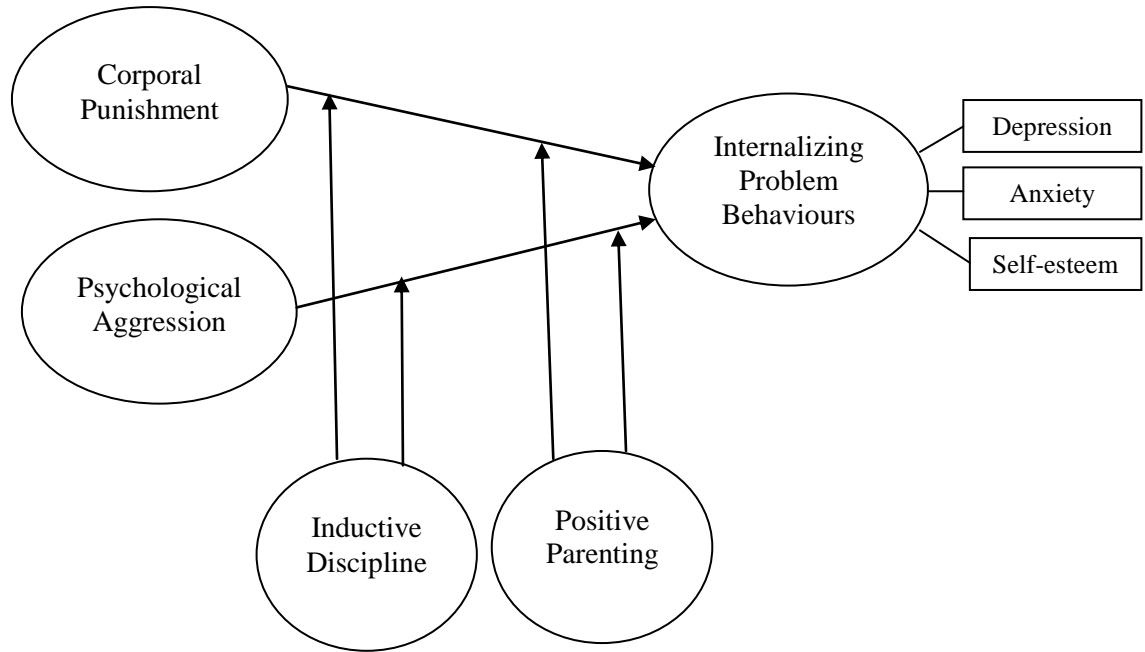 Corporal
Punishment
Psychological
Aggression
Internalizing
Problem
Behaviours
Depression
Anxiety
Self-esteem
Inductive
Discipline
Positive
Parenting